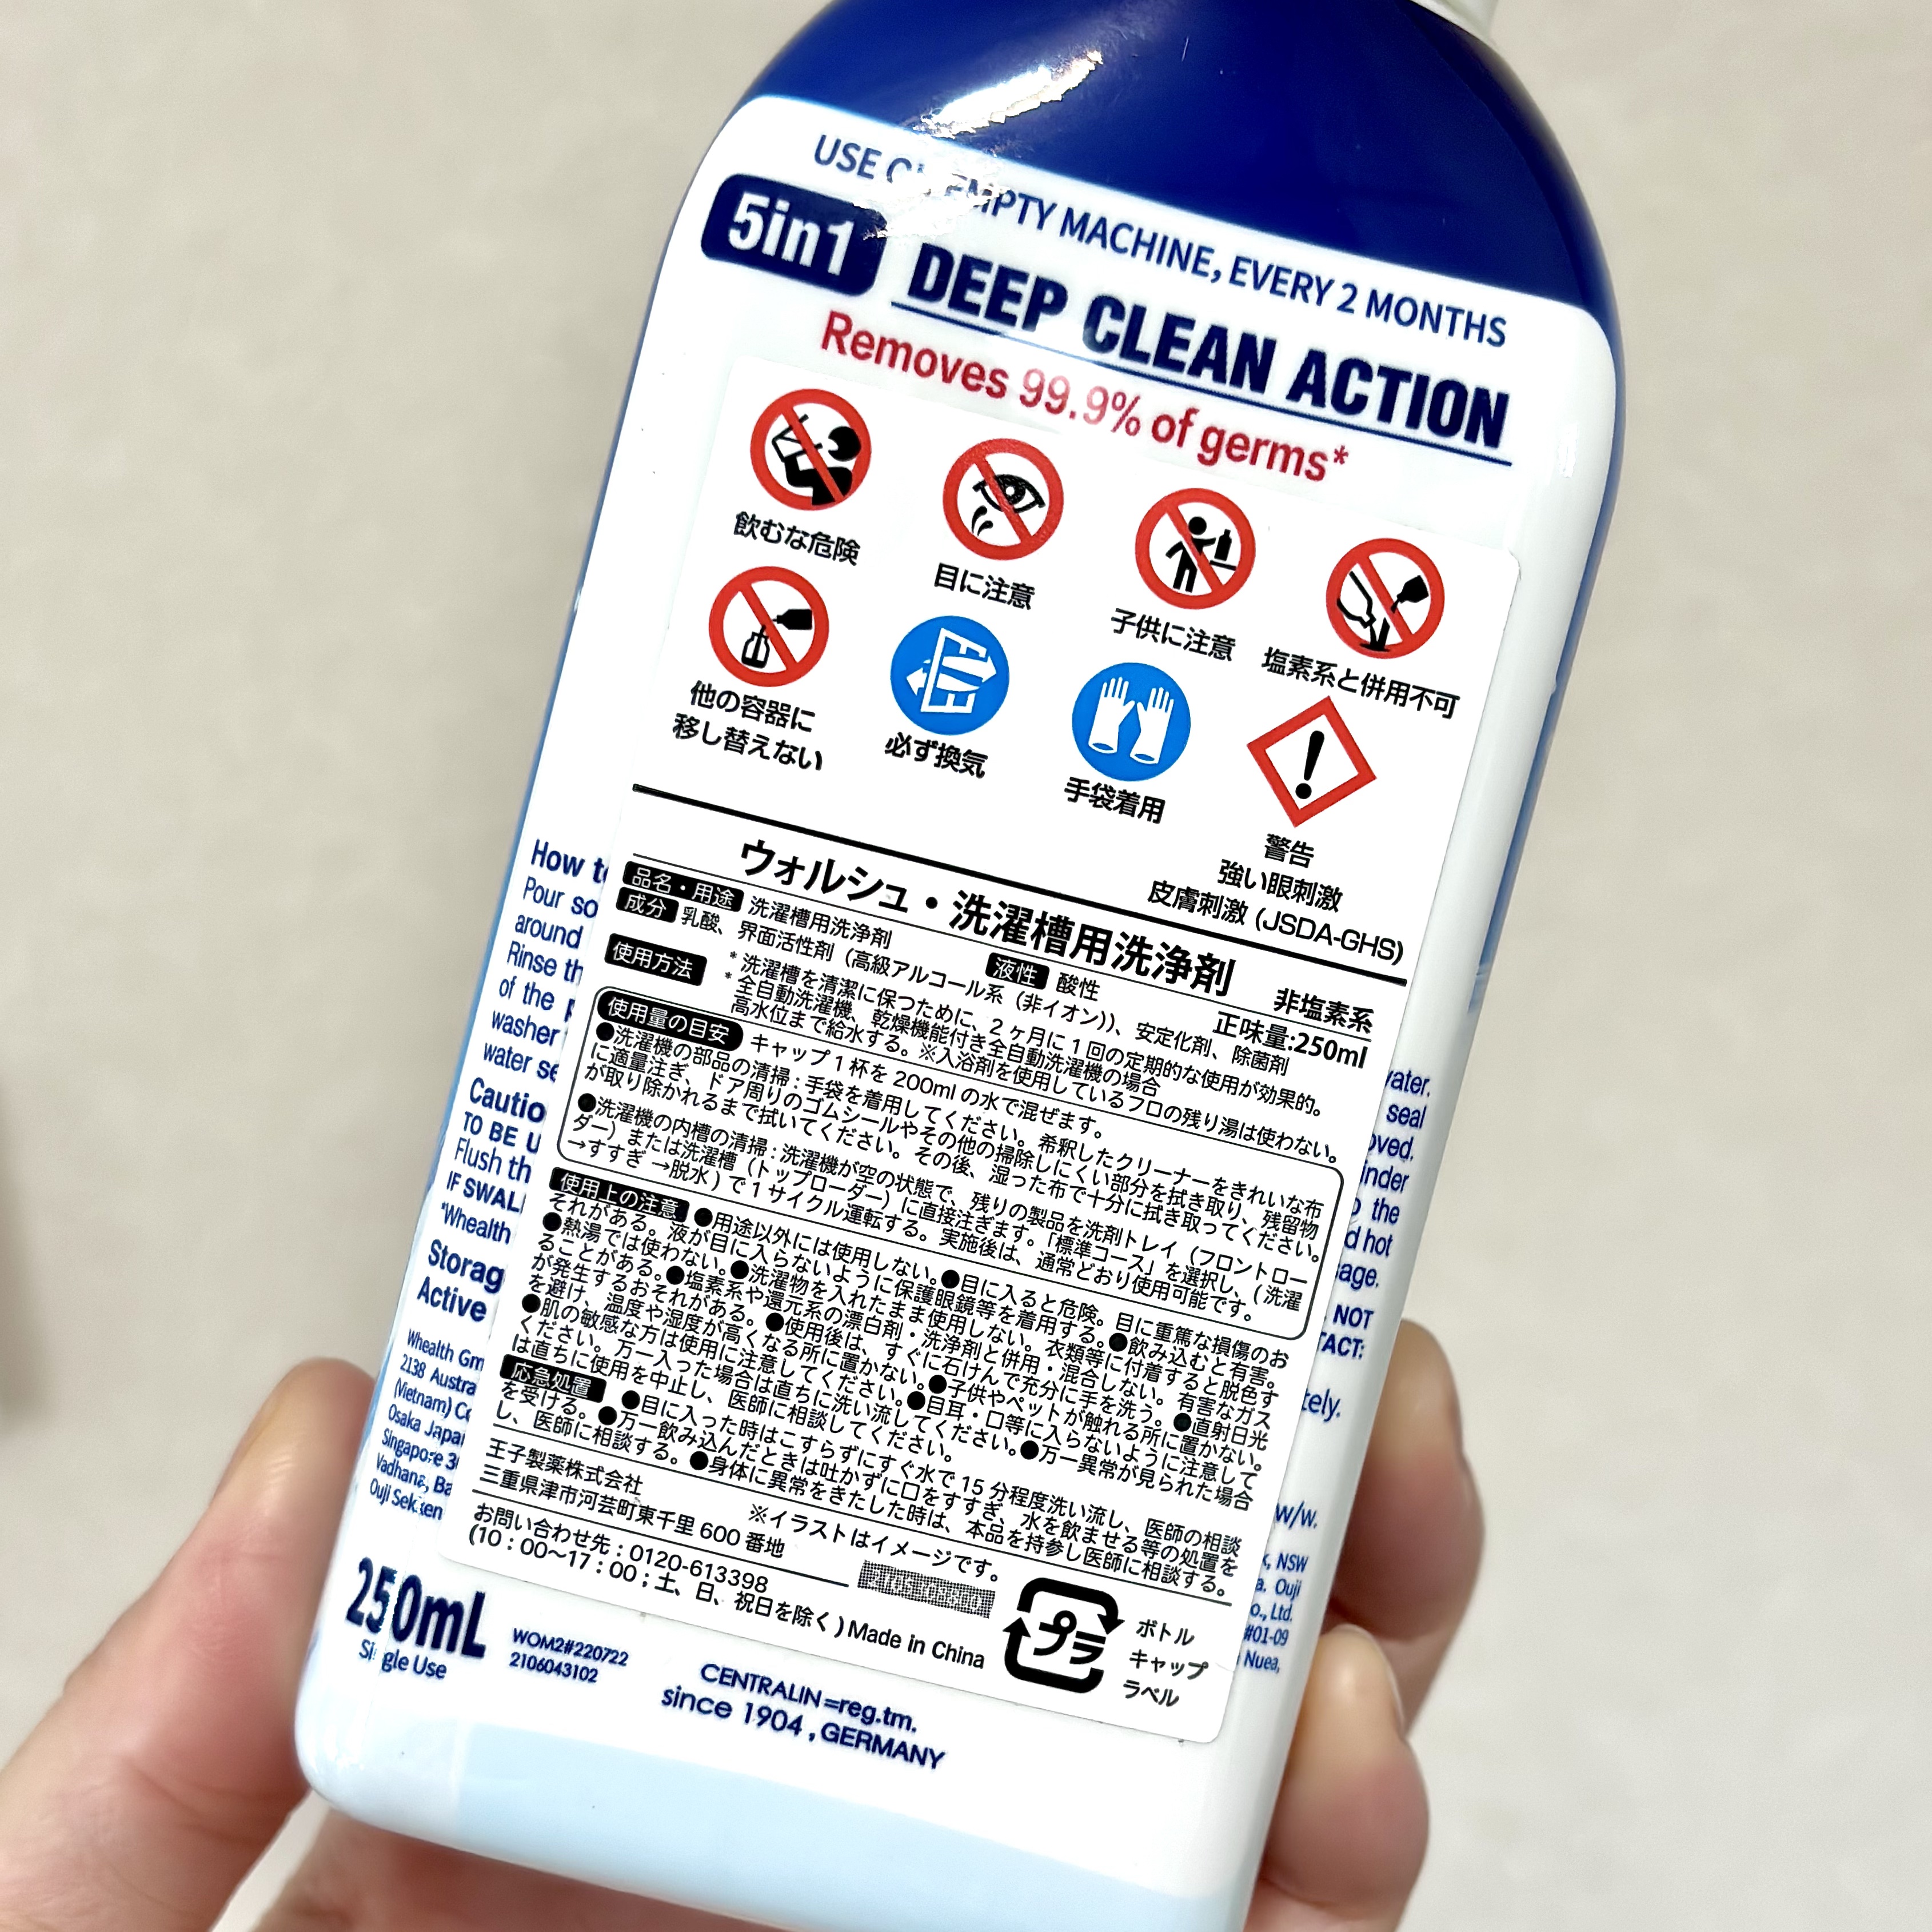 USE EMPTY MACHINE, EVERY 2 MONTHS
5in1 DEEP CLEAN ACTION
Removes 99.9% of germs*
飲むな危険
目に注意
子供に注意
塩素系と併用不可
他の容器に
移し替えない
必ず換気
手袋着用
警告
強い眼刺激
皮膚刺激 (JSDA-GHS)
ウォルシュ・洗濯槽用洗浄剤 非塩素系
品名・用途 洗濯槽用洗浄剤 液性 酸性 正味量:250ml
成分 乳酸、界面活性剤（高級アルコール系（非イオン））、安定化剤、除菌剤
使用方法 *洗濯槽を清潔に保つために、2ヶ月に1回の定期的な使用が効果的。
*全自動洗濯機、乾燥機能付き全自動洗濯機の場合
高水位まで給水する。※入浴剤を使用しているフロの残り湯は使わない。
使用量の目安 キャップ1杯を200mlの水で混ぜます。
●洗濯機の部品の清掃：手袋を着用してください。希釈したクリーナーをきれいな布
に適量注ぎ、ドア周りのゴムシールやその他の掃除しにくい部分を拭き取り、残留物
が取り除かれるまで拭いてください。その後、湿った布で十分に拭き取ってください。
●洗濯機の内槽の清掃：洗濯機が空の状態で、残りの製品を洗剤トレイ（フロントロー
ダー）または洗濯槽（トップローダー）に直接注ぎます。「標準コース」を選択し、(洗濯
→すすぎ→脱水)で1サイクル運転する。実施後は、通常どおり使用可能です。
使用上の注意 ●用途以外には使用しない。●目に入ると危険。目に重篤な損傷のお
それがある。液が目に入らないように保護眼鏡等を着用する。●飲み込むと有害。
●熱湯では使わない。●洗濯物を入れたまま使用しない。衣類等に付着すると脱色す
ることがある。●塩素系や還元系の漂白剤・洗浄剤と併用・混合しない。有害なガス
が発生するおそれがある。●使用後は、すぐに石けんで充分に手を洗う。●直射日光
を避け、温度や湿度が高くなる所に置かない。●子供やペットが触れる所に置かない。
●肌の敏感な方は使用に注意してください。●目耳・口等に入らないように注意して
ください。万一入った場合は直ちに洗い流してください。●万一異常が見られた場合
は直ちに使用を中止し、医師に相談してください。
応急処置 ●目に入った時はこすらずにすぐ水で15分程度洗い流し、医師の相談
を受ける。●万一飲み込んだときは吐かずに口をすすぎ、水を飲ませる等の処置を
し、医師に相談する。●身体に異常をきたした時は、本品を持参し医師に相談する。
王子製薬株式会社 ※イラストはイメージです。
三重県津市河芸町東千里600番地
お問い合わせ先：0120-613398
(10：00～17：00；土、日、祝日を除く) Made in China
プラ
ボトル
キャップ
ラベル
How
Pour
around
Rinse
of the
washer
water
TO BE
Flush
IF
*Whealth
Active
Whealth
2138
(Vietnam)
Osaka
Singapore
Vadhana,
Ouji
seal
the
hot
NOT
NSW
Ouji
Ltd.
#01-09
Nuea,
250mL
Single Use
WOM2#220722
2106043102
CENTRALIN=reg.tm.
since 1904 , GERMANY